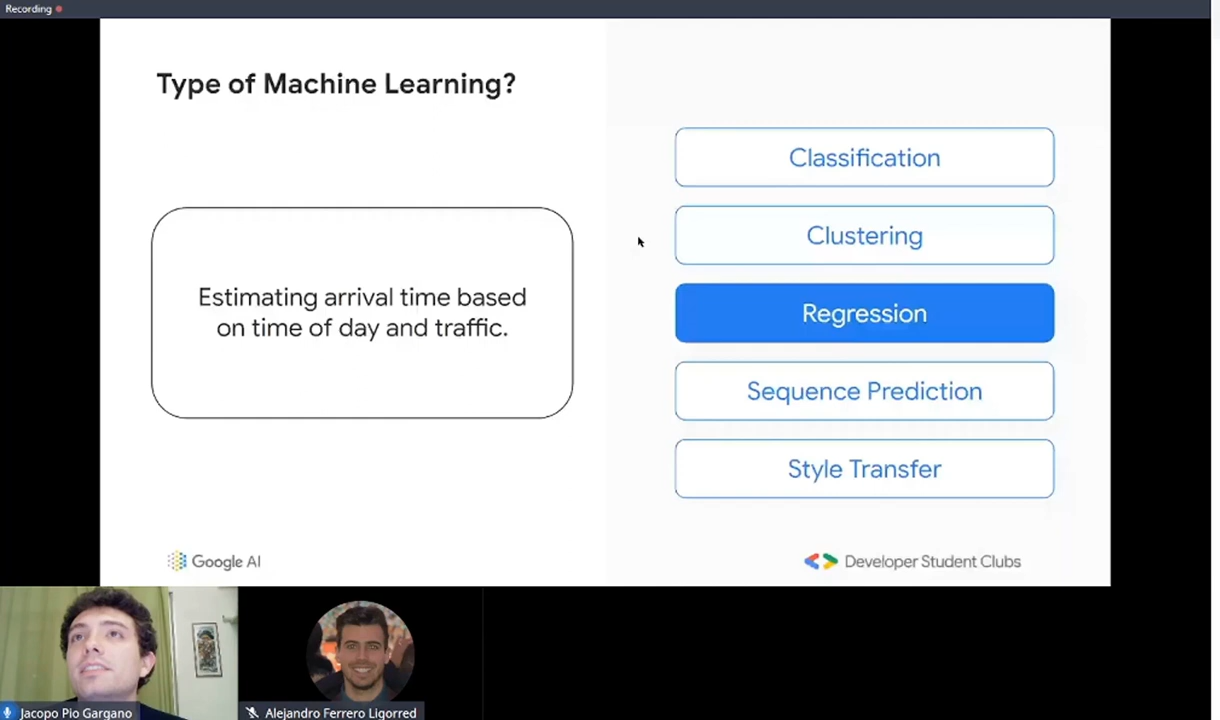 Recording
Type of Machine Learning?
Estimating arrival time based
on time of day and traffic.
Classification
Clustering
Regression
Sequence Prediction
Style Transfer
Google AI
Developer Student Clubs
Jacopo Pio Gargano
Alejandro Ferrero Ligorred